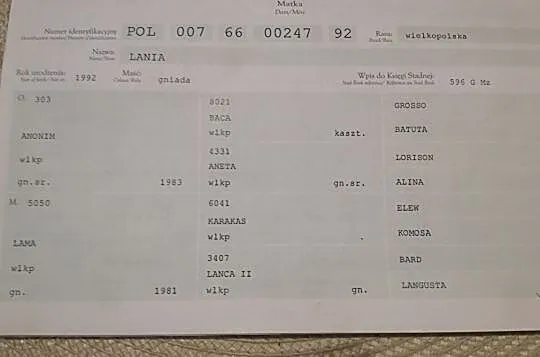 Matka
Dam/Mère
Numer identyfikacyjny POL 007 66 00247 92 Rasa: wielkopolska
Nazwa: LANIA
Rok urodzenia: 1992 Maść: gniada Wpis do Księgi Stadnej: 596 G Mz
O. 303 8021 GROSSO
BACA
ANONIM wlkp kaszt. BATUTA
wlkp 4331 LORISON
ANETA
gn.sr. 1983 wlkp gn.sr. ALINA
M. 5050 6041 ELEW
KARAKAS
LAMA wlkp . KOMOSA
wlkp 3407 BARD
LANCA II
gn. 1981 wlkp gn. LANGUSTA